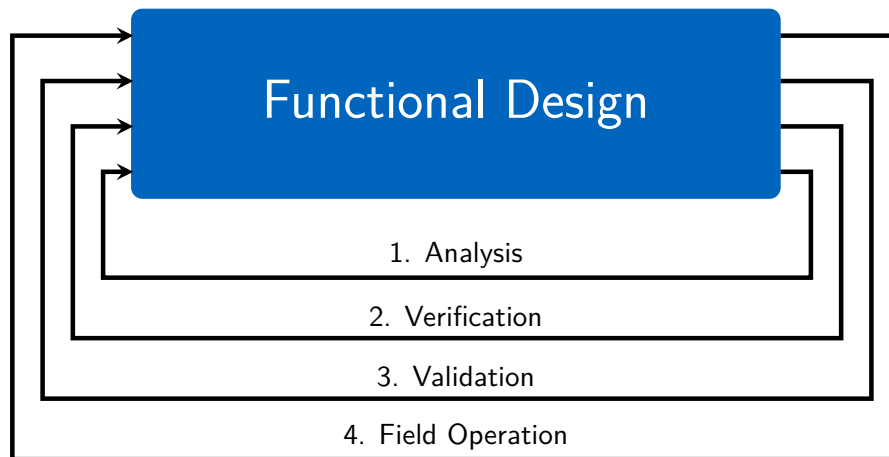 Functional Design
1. Analysis
2. Verification
3. Validation
4. Field Operation